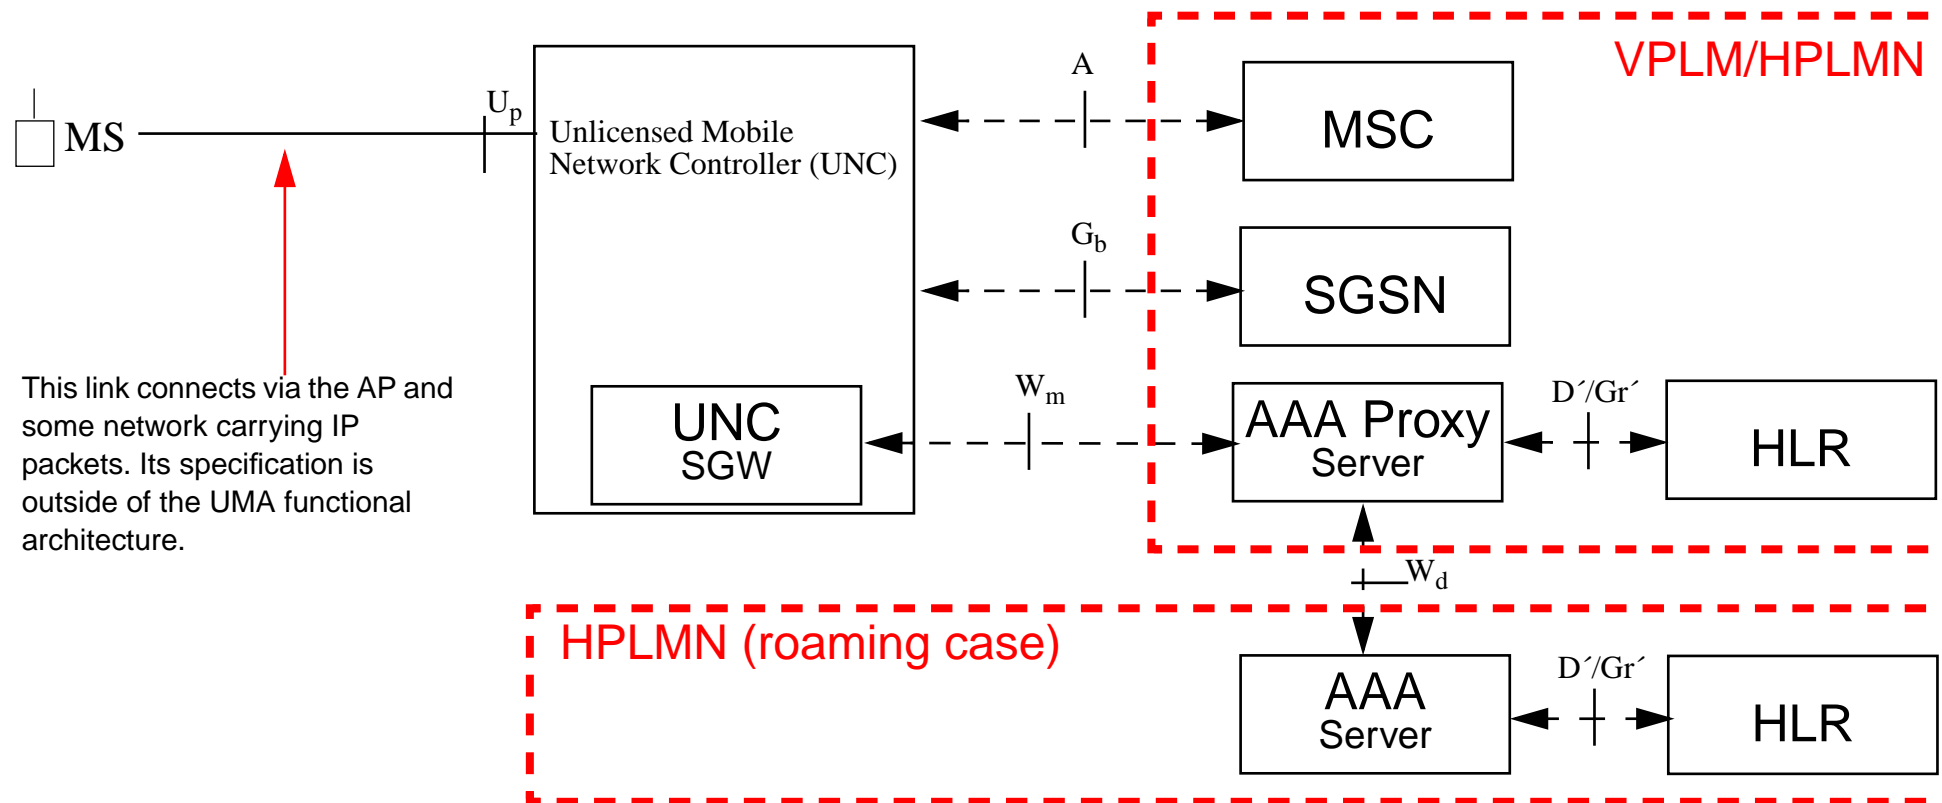 VPLM/HPLMN
A
MSC
Up
MS
Unlicensed Mobile
Network Controller (UNC)
Gb
SGSN
This link connects via the AP and
some network carrying IP
packets. Its specification is
outside of the UMA functional
architecture.
UNC
SGW
Wm
AAA Proxy
Server
D´/Gr´
HLR
Wd
HPLMN (roaming case)
AAA
Server
D´/Gr´
HLR